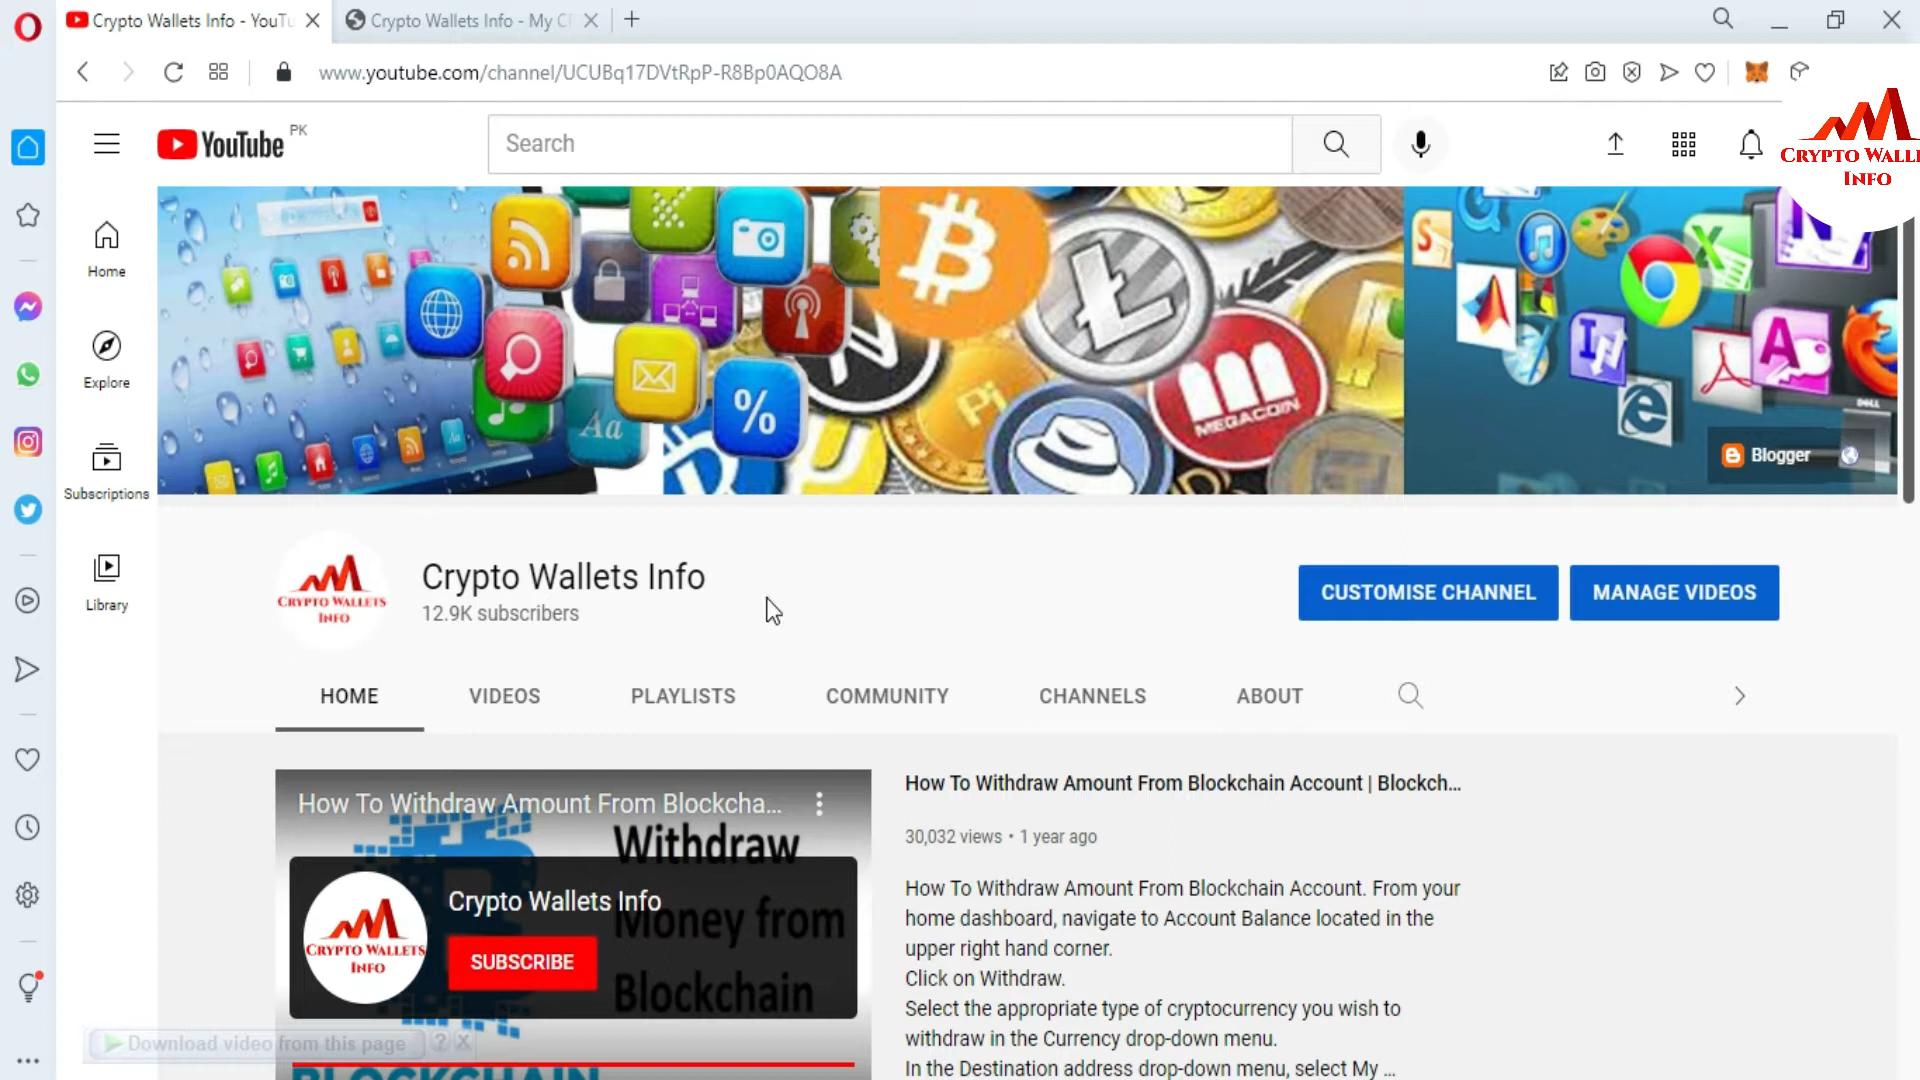 Crypto Wallets Info - YouTu
Crypto Wallets Info - My C
www.youtube.com/channel/UCUBq17DVtRpP-R8Bp0AQO8A
YouTube PK
Search
CRYPTO WALL
INFO
Home
Explore
Subscriptions
Library
Aa
%
MEGACOIN
DELL
Blogger
CRYPTO WALLETS
INFO
Crypto Wallets Info
12.9K subscribers
CUSTOMISE CHANNEL
MANAGE VIDEOS
HOME
VIDEOS
PLAYLISTS
COMMUNITY
CHANNELS
ABOUT
How To Withdraw Amount From Blockcha...
Withdraw
Money from
Blockchain
CRYPTO WALLETS
INFO
Crypto Wallets Info
SUBSCRIBE
BLOCKCHAIN
Download video from this page ? X
How To Withdraw Amount From Blockchain Account | Blockch...
30,032 views • 1 year ago
How To Withdraw Amount From Blockchain Account. From your
home dashboard, navigate to Account Balance located in the
upper right hand corner.
Click on Withdraw.
Select the appropriate type of cryptocurrency you wish to
withdraw in the Currency drop-down menu.
In the Destination address drop-down menu, select My ...